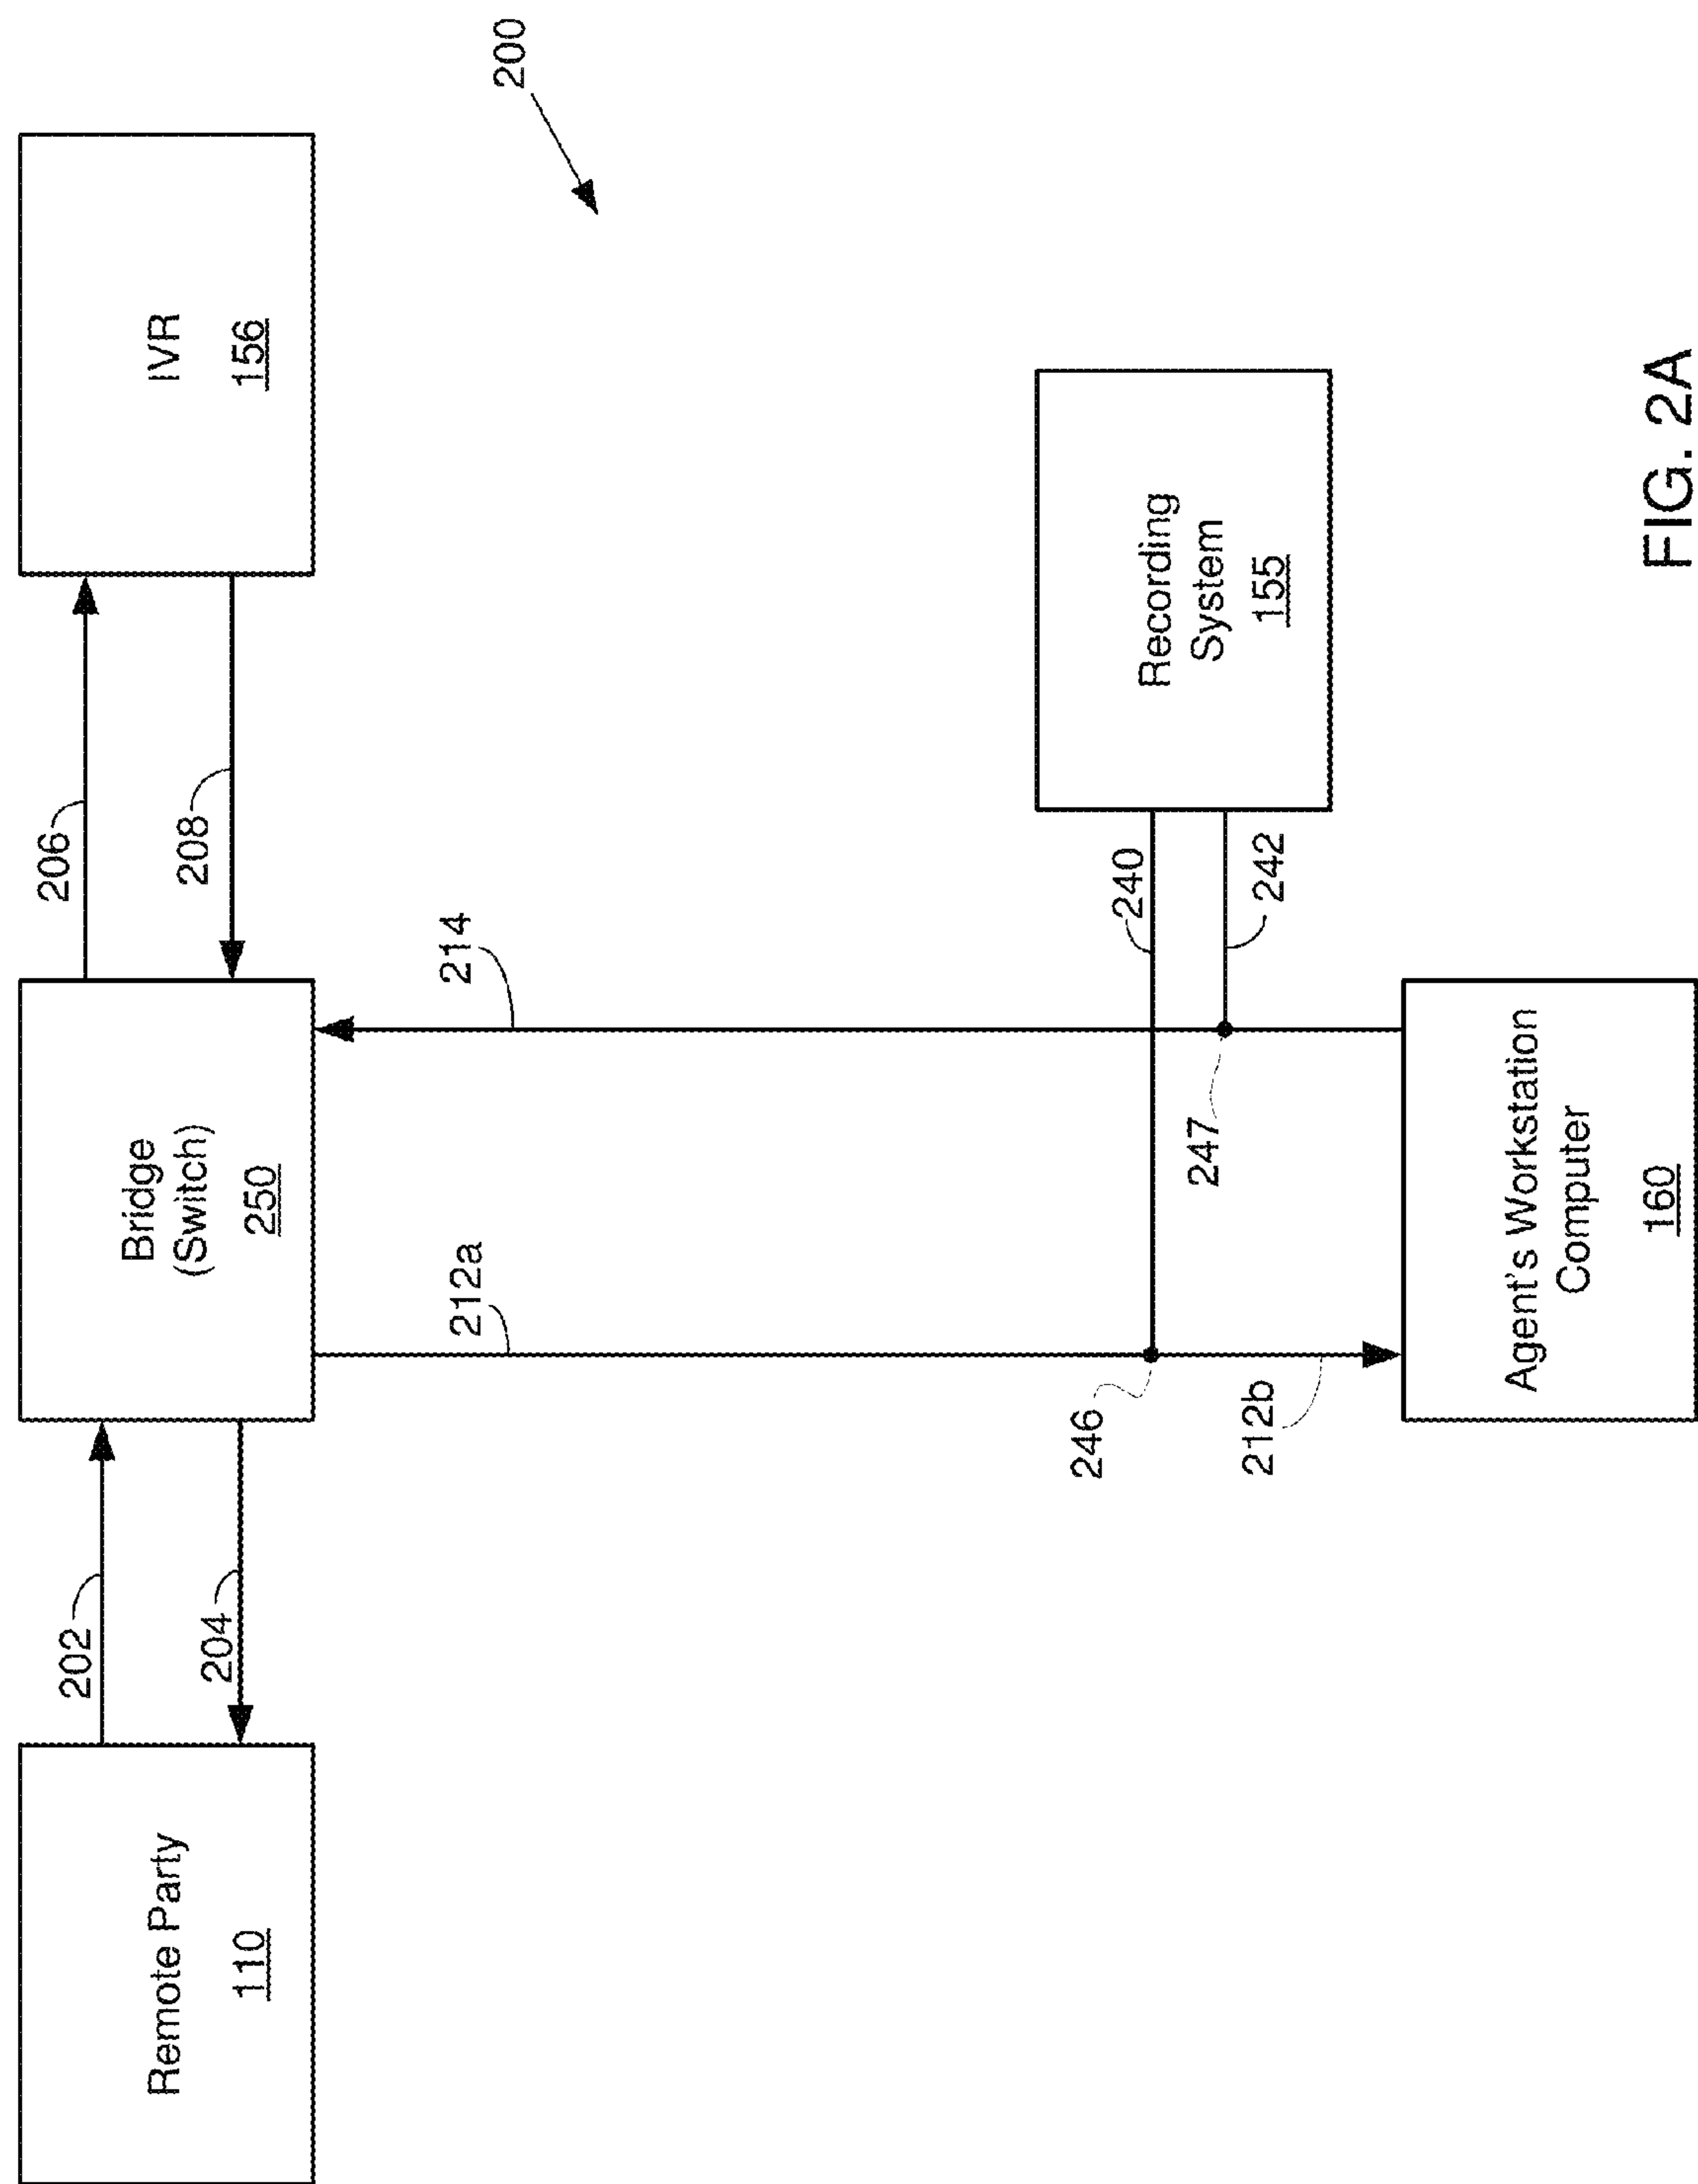 Remote Party
110
202
204
Bridge
(Switch)
250
206
208
IVR
156
200
212a
214
246
212b
247
240
242
Recording
System
155
Agent's Workstation
Computer
160
FIG. 2A